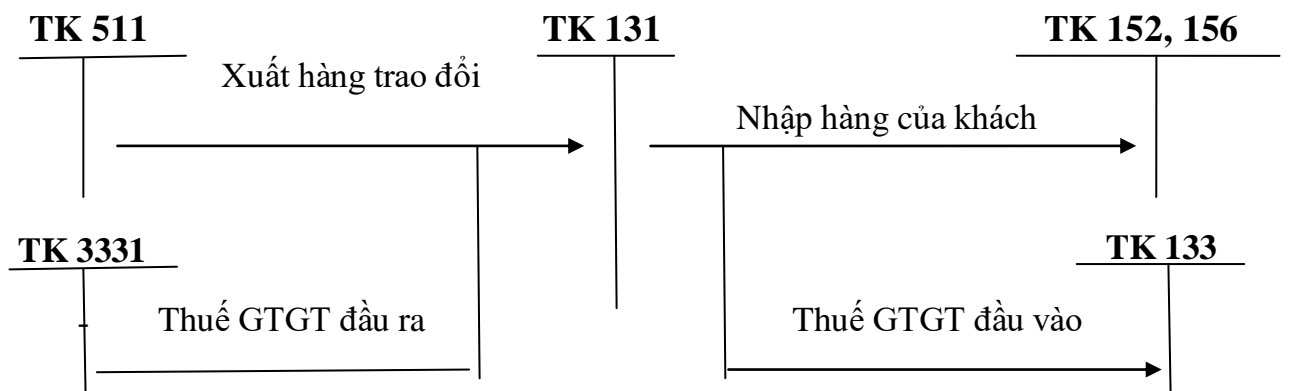 TK 511
TK 131
TK 152, 156
Xuất hàng trao đổi
Nhập hàng của khách
TK 3331
TK 133
Thuế GTGT đầu ra
Thuế GTGT đầu vào